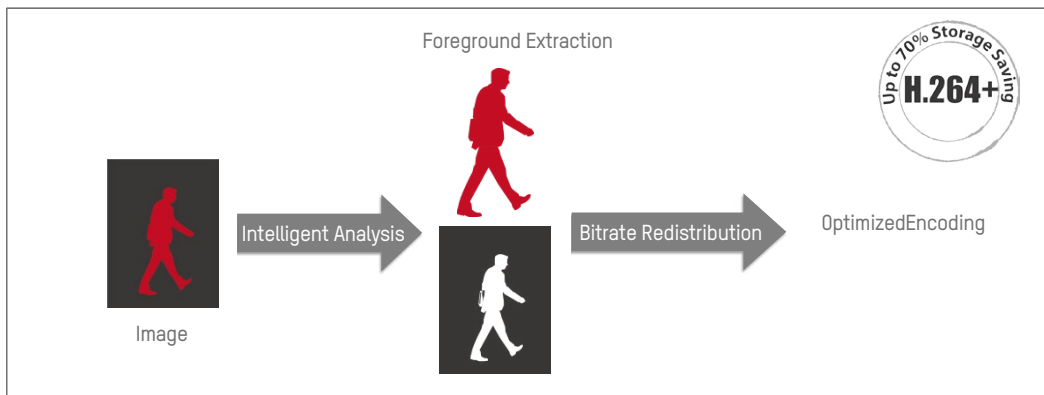 Foreground Extraction
Up to 70% Storage Saving
H.264+
Intelligent Analysis
Bitrate Redistribution
OptimizedEncoding
Image